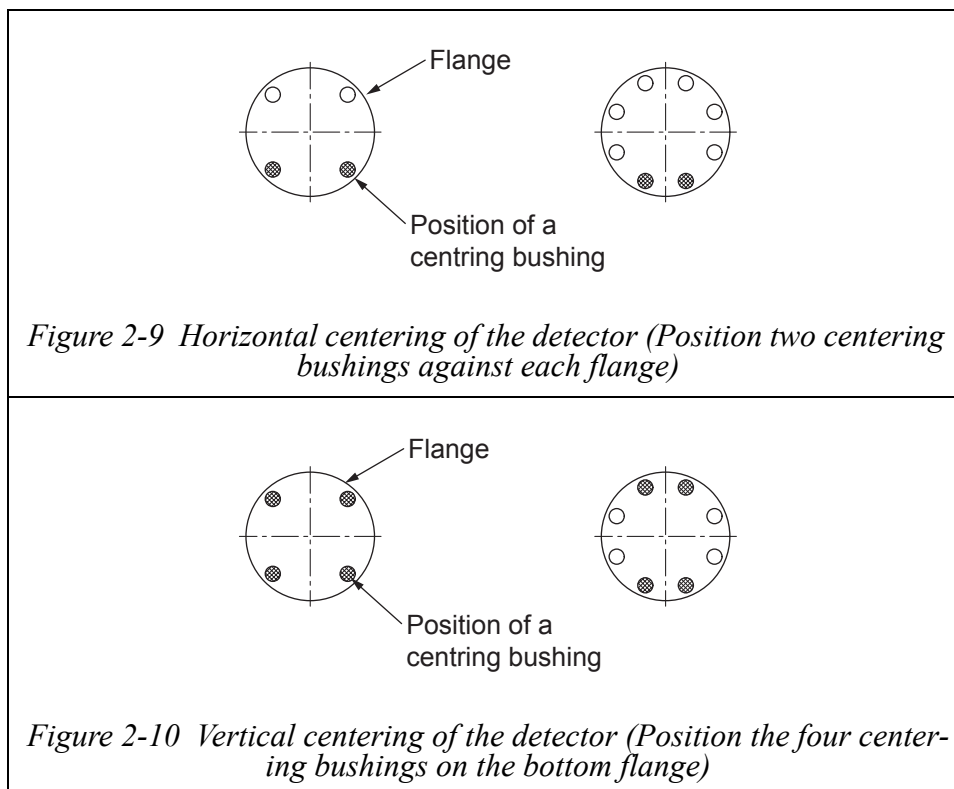 Flange
Position of a
centring bushing
Figure 2-9 Horizontal centering of the detector (Position two centering
bushings against each flange)
Flange
Position of a
centring bushing
Figure 2-10 Vertical centering of the detector (Position the four center-
ing bushings on the bottom flange)